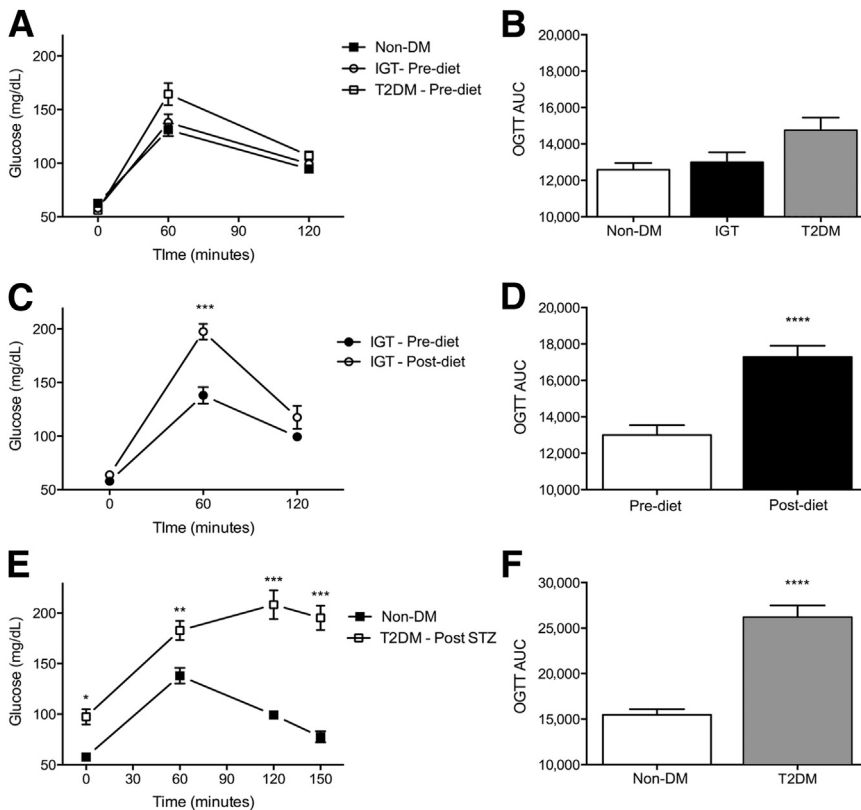 A
Glucose (mg/dL)
200
150
100
50
0
60
90
120
TIme (minutes)
Non-DM
IGT- Pre-diet
T2DM - Pre-diet
B
OGTT AUC
20,000
18,000
16,000
14,000
12,000
10,000
Non-DM
IGT
T2DM
C
Glucose (mg/dL)
200
150
100
50
***
0
60
120
TIme (minutes)
IGT - Pre-diet
IGT - Post-diet
D
OGTT AUC
20,000
18,000
16,000
14,000
12,000
10,000
****
Pre-diet
Post-diet
E
Glucose (mg/dL)
200
150
100
50
*
**
***
***
0
30
60
90
120
150
Time (minutes)
Non-DM
T2DM - Post STZ
F
OGTT AUC
30,000
25,000
20,000
15,000
10,000
****
Non-DM
T2DM